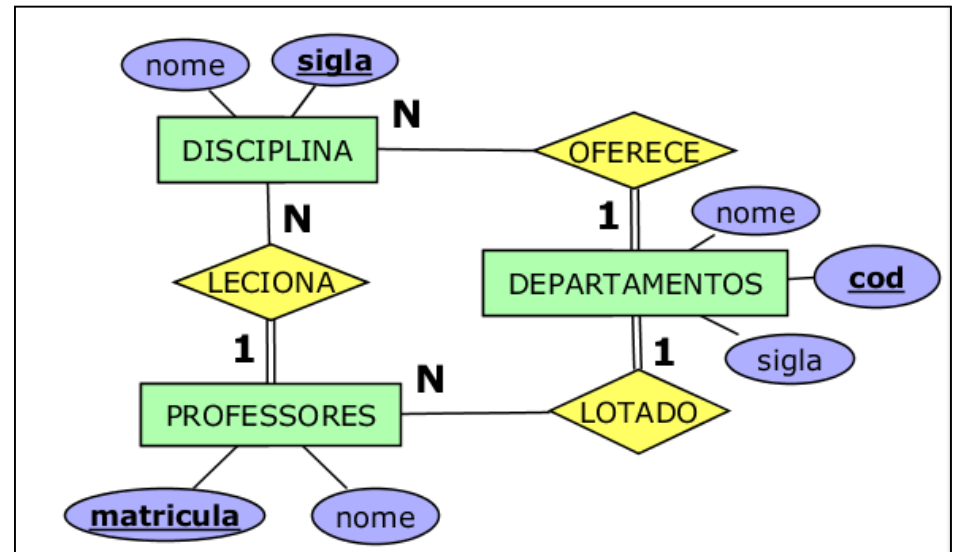 nome
sigla
N
DISCIPLINA
OFERECE
N
1
nome
LECIONA
DEPARTAMENTOS
cod
1
1
sigla
N
PROFESSORES
LOTADO
matricula
nome